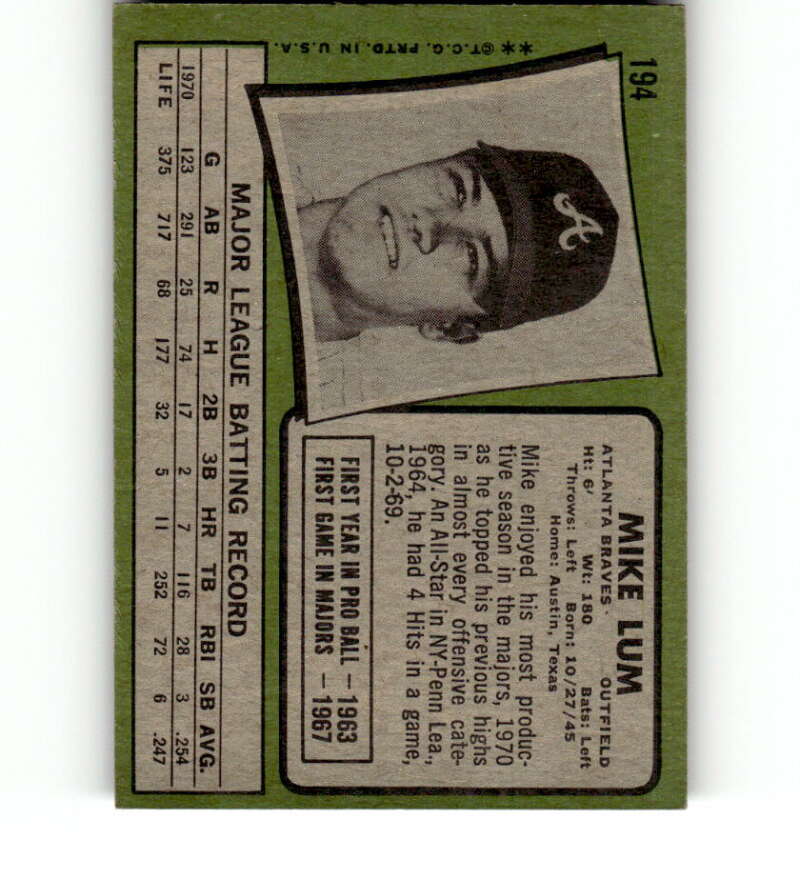 194
A
MIKE LUM
ATLANTA BRAVES · OUTFIELD
Ht: 6' Wt: 180 Bats: Left
Throws: Left Born: 10/27/45
Home: Austin, Texas
Mike enjoyed his most produc-
tive season in the majors, 1970
as he topped his previous highs
in almost every offensive cate-
gory. An All-Star in NY-Penn Lea.,
1964, he had 4 Hits in a game,
10-2-69.
FIRST YEAR IN PRO BALL — 1963
FIRST GAME IN MAJORS — 1967
MAJOR LEAGUE BATTING RECORD
G AB R H 2B 3B HR TB RBI SB AVG.
1970 123 291 25 74 17 2 7 116 28 3 .254
LIFE 375 717 68 177 32 5 11 252 72 6 .247
**©T.C.G. PRTD. IN U.S.A.